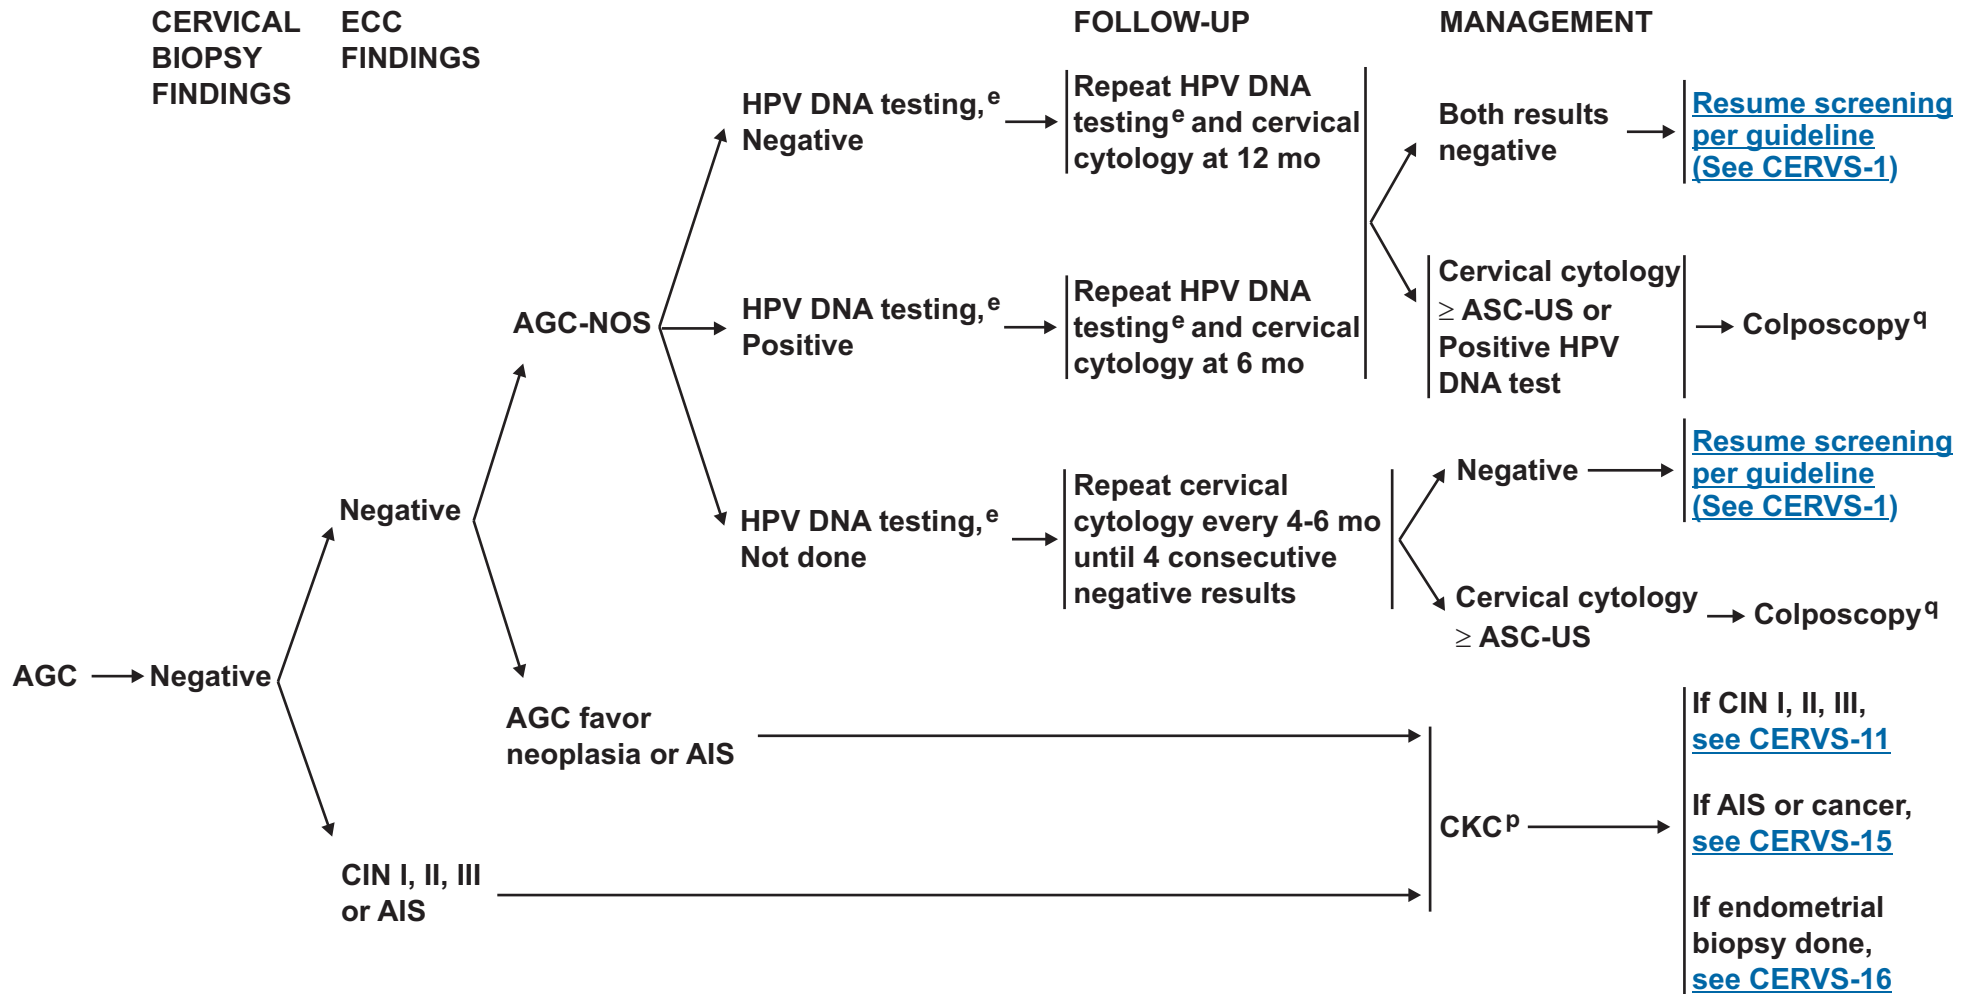 CERVICAL
BIOPSY
FINDINGS
ECC
FINDINGS
FOLLOW-UP
MANAGEMENT
HPV DNA testing,e
Negative
Repeat HPV DNA
testinge and cervical
cytology at 12 mo
Both results
negative
Resume screening
per guideline
(See CERVS-1)
AGC-NOS
HPV DNA testing,e
Positive
Repeat HPV DNA
testinge and cervical
cytology at 6 mo
Cervical cytology
≥ ASC-US or
Positive HPV
DNA test
Colposcopyq
Negative
HPV DNA testing,e
Not done
Repeat cervical
cytology every 4-6 mo
until 4 consecutive
negative results
Negative
Resume screening
per guideline
(See CERVS-1)
Cervical cytology
≥ ASC-US
Colposcopyq
AGC
Negative
AGC favor
neoplasia or AIS
CIN I, II, III
or AIS
CKCp
If CIN I, II, III,
see CERVS-11
If AIS or cancer,
see CERVS-15
If endometrial
biopsy done,
see CERVS-16